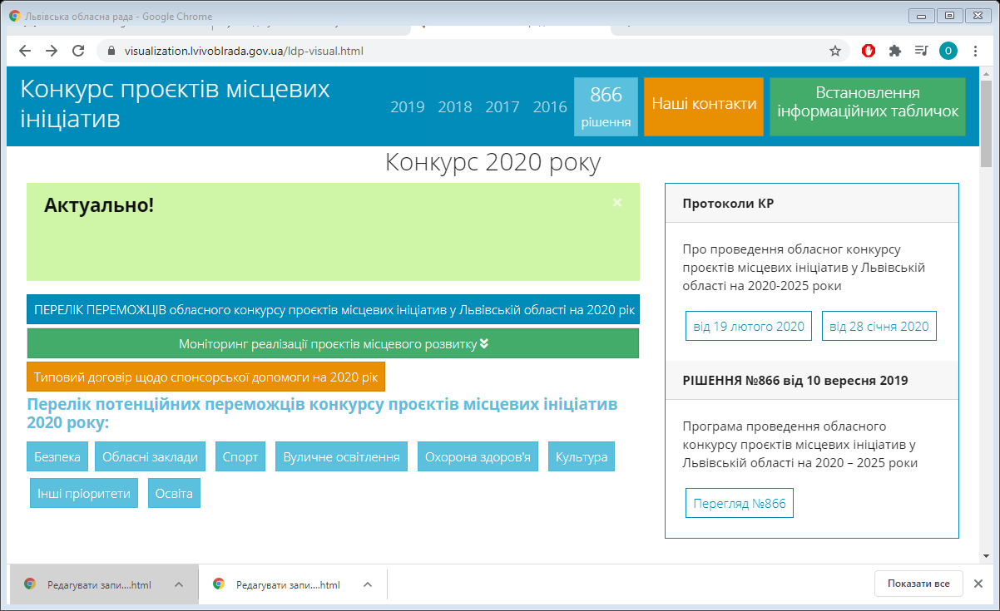 Львівська обласна рада - Google Chrome
visualization.lvivoblrada.gov.ua/ldp-visual.html
O
Конкурс проєктів місцевих
ініціатив
2019 2018 2017 2016
866
рішення
Наші контакти
Встановлення
інформаційних табличок
Конкурс 2020 року
Актуально!
×
ПЕРЕЛІК ПЕРЕМОЖЦІВ обласного конкурсу проєктів місцевих ініціатив у Львівській області на 2020 рік
Моніторинг реалізації проєктів місцевого розвитку
Типовий договір щодо спонсорської допомоги на 2020 рік
Перелік потенційних переможців конкурсу проєктів місцевих ініціатив
2020 року:
Безпека Обласні заклади Спорт Вуличне освітлення Охорона здоров'я Культура
Інші пріоритети Освіта
Протоколи КР
Про проведення обласног конкурсу
проєктів місцевих ініціатив у Львівській
області на 2020-2025 роки
від 19 лютого 2020 від 28 січня 2020
РІШЕННЯ №866 від 10 вересня 2019
Програма проведення обласного
конкурсу проєктів місцевих ініціатив у
Львівській області на 2020 – 2025 роки
Перегляд №866
Редагувати запи....html
Редагувати запи....html
Показати все